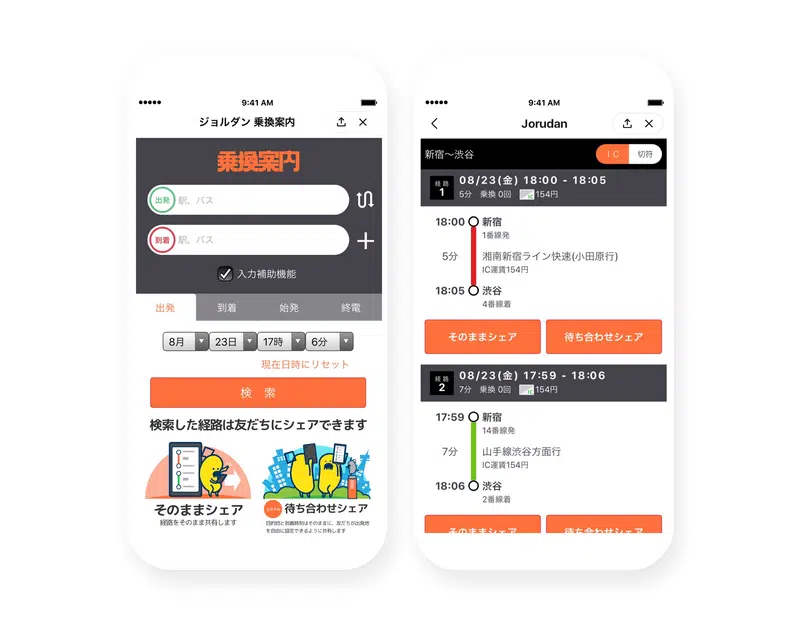 9:41 AM
ジョルダン 乗換案内
乗換案内
出発
駅、バス
到着
駅、バス
入力補助機能
出発
到着
始発
終電
8月
23日
17時
6分
現在日時にリセット
検 索
検索した経路は友だちにシェアできます
そのままシェア
経路をそのまま共有します
待ち合わせシェア
目的地と到着時刻はそのままに、友だちが出発地
を自由に設定できるように共有します
9:41 AM
Jorudan
新宿〜渋谷
IC
切符
経路
1
08/23(金) 18:00 - 18:05
5分 乗換 0回 154円
18:00 新宿
1番線発
5分
湘南新宿ライン快速(小田原行)
IC運賃154円
18:05 渋谷
4番線着
そのままシェア
待ち合わせシェア
経路
2
08/23(金) 17:59 - 18:06
7分 乗換 0回 154円
17:59 新宿
14番線発
7分
山手線渋谷方面行
IC運賃154円
18:06 渋谷
2番線着
そのままシェア
待ち合わせシェア